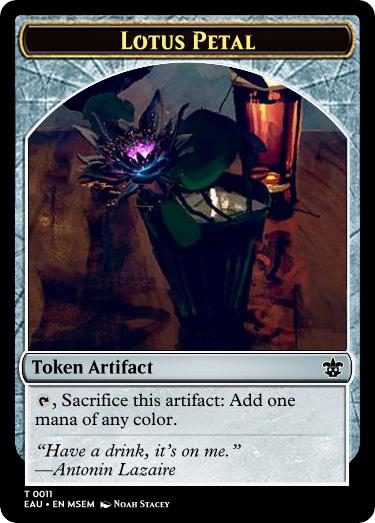 LOTUS PETAL
Token Artifact
, Sacrifice this artifact: Add one
mana of any color.
“Have a drink, it’s on me.”
—Antonin Lazaire
T 0011
EAU • EN MSEM NOAH STACEY